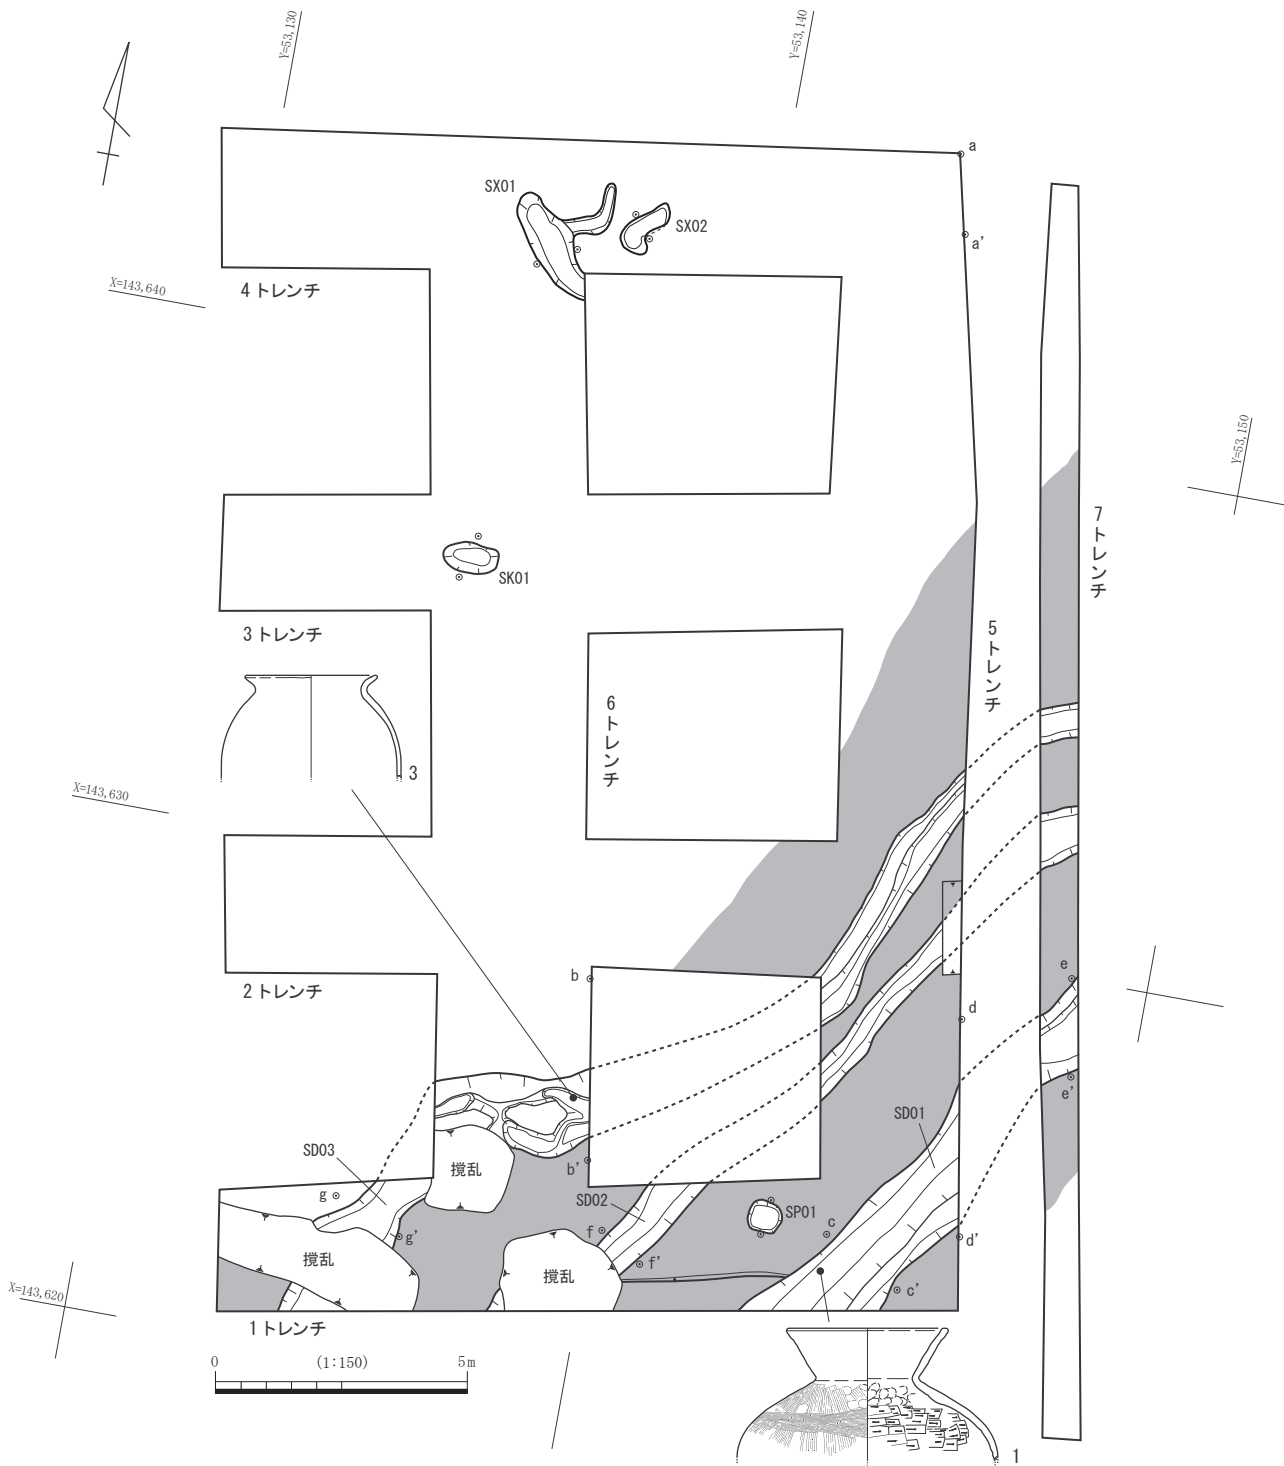 Y=53,130
Y=53,140
a
SX01
SX02
a'
X=143,640
4トレンチ
Y=53,150
7トレンチ
SK01
3トレンチ
5トレンチ
6トレンチ
3
X=143,630
b
e
2トレンチ
d
e'
SD01
SD03
撹乱
b'
g
SD02
SP01
c
f
g'
d'
f'
撹乱
撹乱
c'
X=143,620
1トレンチ
0 (1:150) 5m
1